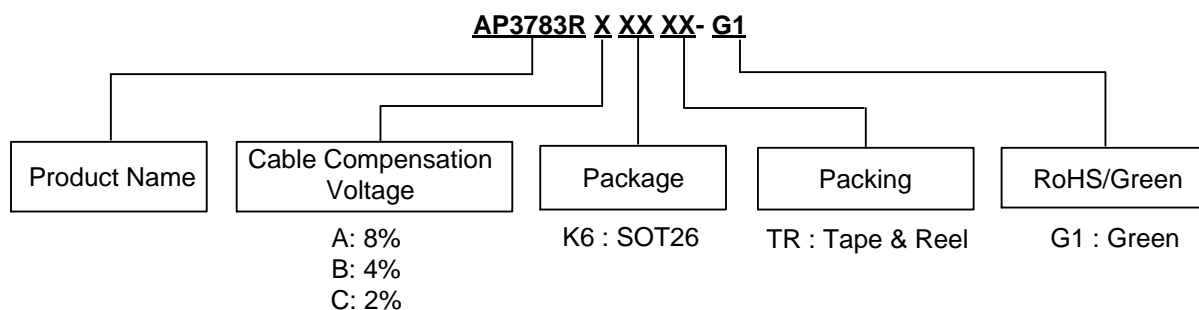 AP3783R X XX XX- G1
Product Name
Cable Compensation
Voltage
Package
Packing
RoHS/Green
A: 8%
B: 4%
C: 2%
K6 : SOT26
TR : Tape & Reel
G1 : Green